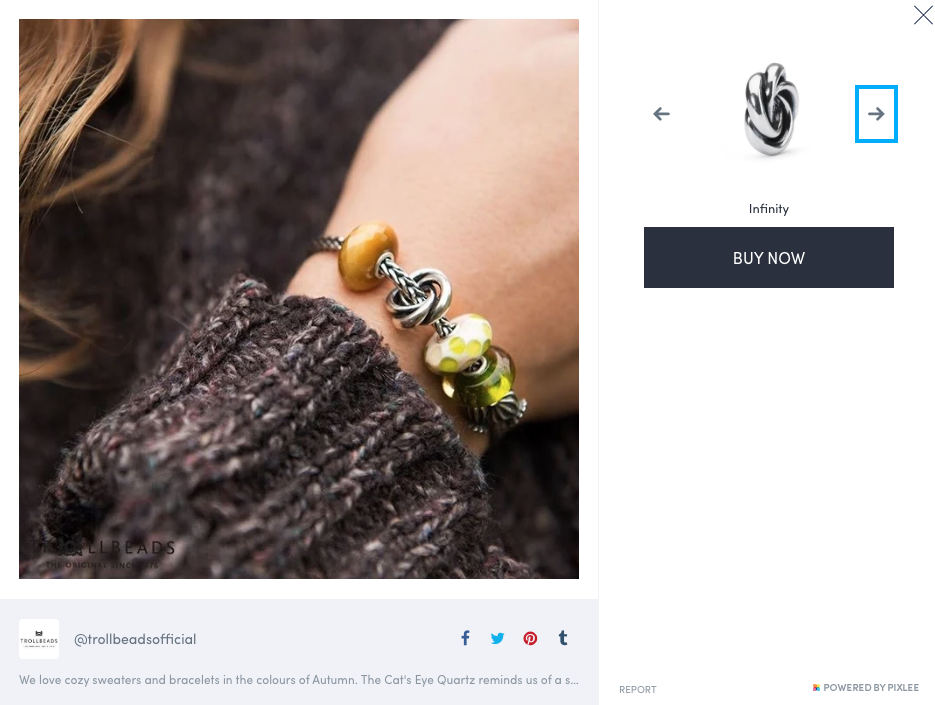 Infinity
BUY NOW
TROLLBEADS
THE ORIGINAL SINCE 1976
TROLLBEADS
@trollbeadsofficial
We love cozy sweaters and bracelets in the colours of Autumn. The Cat's Eye Quartz reminds us of a s...
REPORT
POWERED BY PIXLEE